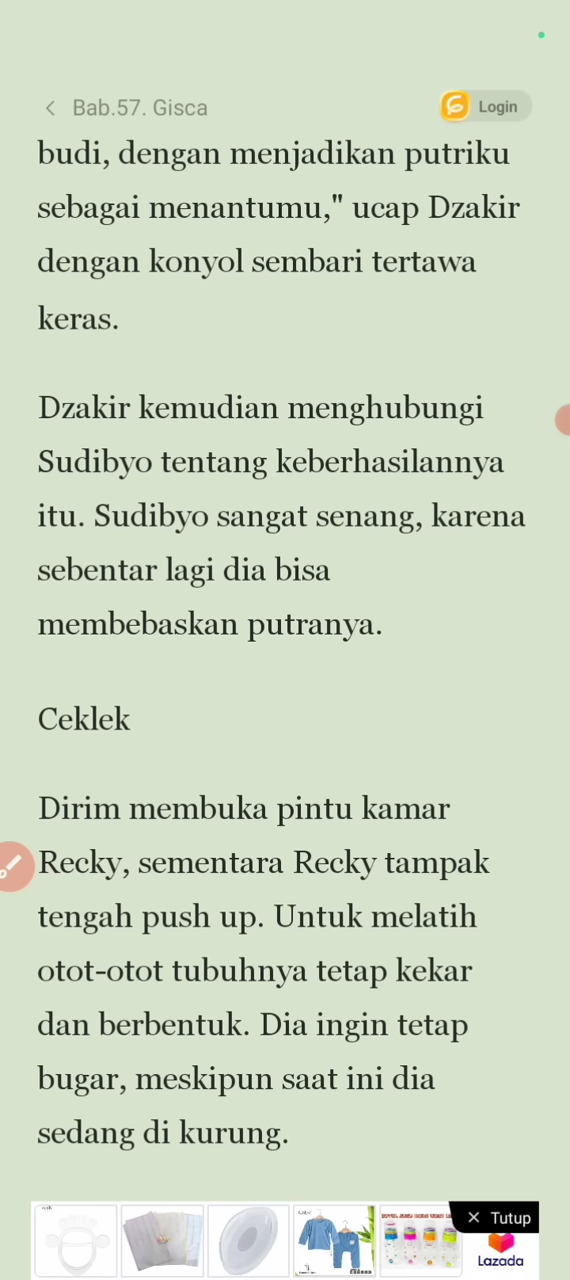 Bab.57. Gisca
Login
budi, dengan menjadikan putriku
sebagai menantumu," ucap Dzakir
dengan konyol sembari tertawa
keras.
Dzakir kemudian menghubungi
Sudibyo tentang keberhasilannya
itu. Sudibyo sangat senang, karena
sebentar lagi dia bisa
membebaskan putranya.
Ceklek
Dirim membuka pintu kamar
Recky, sementara Recky tampak
tengah push up. Untuk melatih
otot-otot tubuhnya tetap kekar
dan berbentuk. Dia ingin tetap
bugar, meskipun saat ini dia
sedang di kurung.
Tutup
Lazada